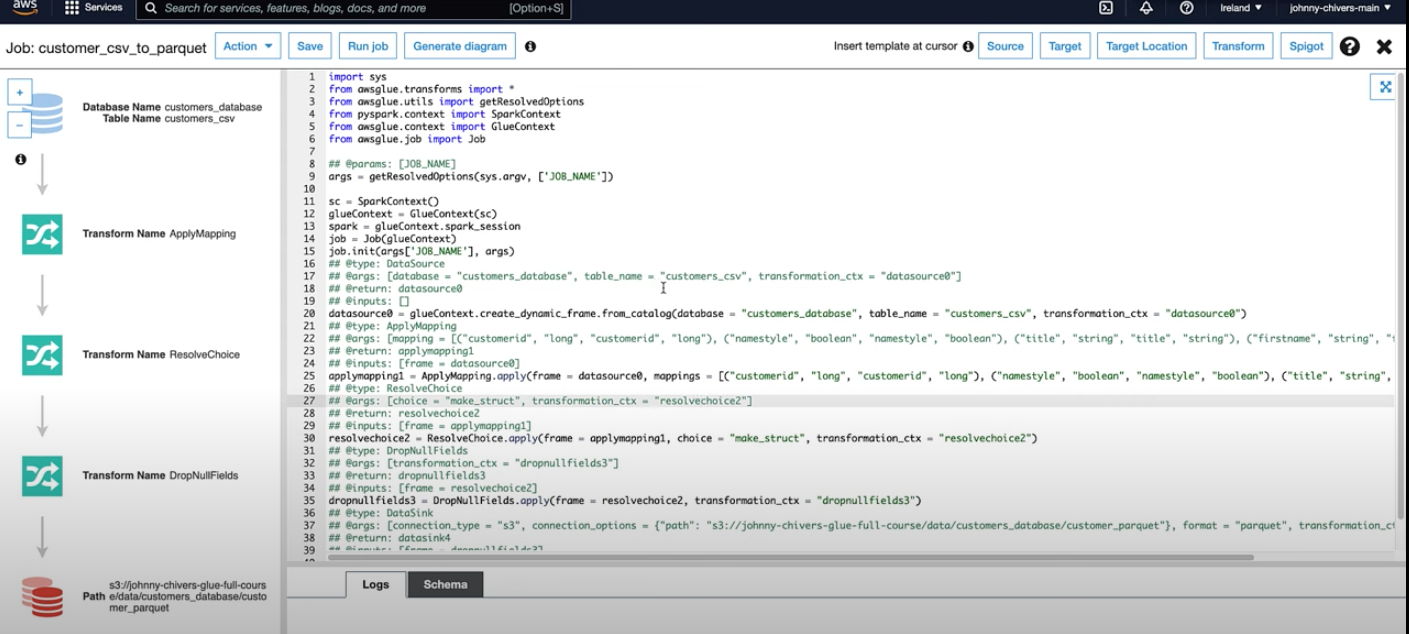 aws
Services
Search for services, features, blogs, docs, and more
[Option+S]
Ireland
johnny-chivers-main
Job: customer_csv_to_parquet
Action
Save
Run job
Generate diagram
Insert template at cursor
Source
Target
Target Location
Transform
Spigot
Database Name customers_database
Table Name customers_csv
Transform Name ApplyMapping
Transform Name ResolveChoice
Transform Name DropNullFields
Path s3://johnny-chivers-glue-full-cours
e/data/customers_database/custo
mer_parquet
1 import sys
2 from awsglue.transforms import *
3 from awsglue.utils import getResolvedOptions
4 from pyspark.context import SparkContext
5 from awsglue.context import GlueContext
6 from awsglue.job import Job
7
8 ## @params: [JOB_NAME]
9 args = getResolvedOptions(sys.argv, ['JOB_NAME'])
10
11 sc = SparkContext()
12 glueContext = GlueContext(sc)
13 spark = glueContext.spark_session
14 job = Job(glueContext)
15 job.init(args['JOB_NAME'], args)
16 ## @type: DataSource
17 ## @args: [database = "customers_database", table_name = "customers_csv", transformation_ctx = "datasource0"]
18 ## @return: datasource0
19 ## @inputs: []
20 datasource0 = glueContext.create_dynamic_frame.from_catalog(database = "customers_database", table_name = "customers_csv", transformation_ctx = "datasource0")
21 ## @type: ApplyMapping
22 ## @args: [mapping = [("customerid", "long", "customerid", "long"), ("namestyle", "boolean", "namestyle", "boolean"), ("title", "string", "title", "string"), ("firstname", "string",
23 ## @return: applymapping1
24 ## @inputs: [frame = datasource0]
25 applymapping1 = ApplyMapping.apply(frame = datasource0, mappings = [("customerid", "long", "customerid", "long"), ("namestyle", "boolean", "namestyle", "boolean"), ("title", "string",
26 ## @type: ResolveChoice
27 ## @args: [choice = "make_struct", transformation_ctx = "resolvechoice2"]
28 ## @return: resolvechoice2
29 ## @inputs: [frame = applymapping1]
30 resolvechoice2 = ResolveChoice.apply(frame = applymapping1, choice = "make_struct", transformation_ctx = "resolvechoice2")
31 ## @type: DropNullFields
32 ## @args: [transformation_ctx = "dropnullfields3"]
33 ## @return: dropnullfields3
34 ## @inputs: [frame = resolvechoice2]
35 dropnullfields3 = DropNullFields.apply(frame = resolvechoice2, transformation_ctx = "dropnullfields3")
36 ## @type: DataSink
37 ## @args: [connection_type = "s3", connection_options = {"path": "s3://johnny-chivers-glue-full-course/data/customers_database/customer_parquet"}, format = "parquet", transformation_ct
38 ## @return: datasink4
39 ## @inputs: [frame = dropnullfields3]
Logs
Schema